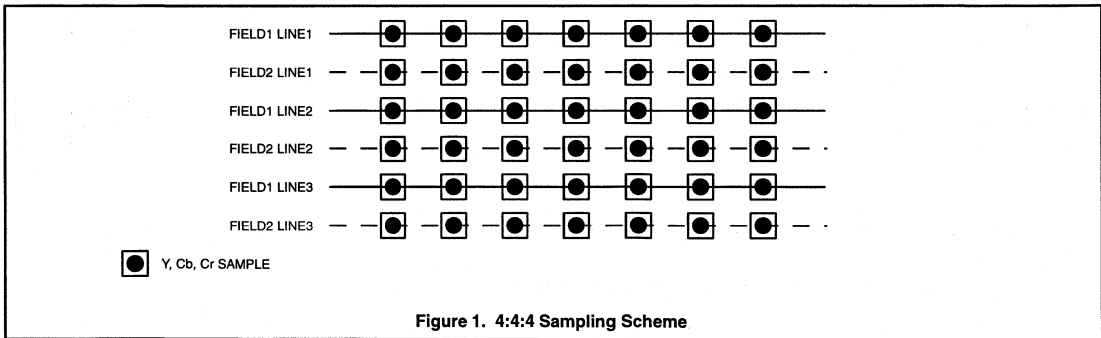 FIELD1 LINE1
FIELD2 LINE1
FIELD1 LINE2
FIELD2 LINE2
FIELD1 LINE3
FIELD2 LINE3
Y, Cb, Cr SAMPLE
Figure 1. 4:4:4 Sampling Scheme